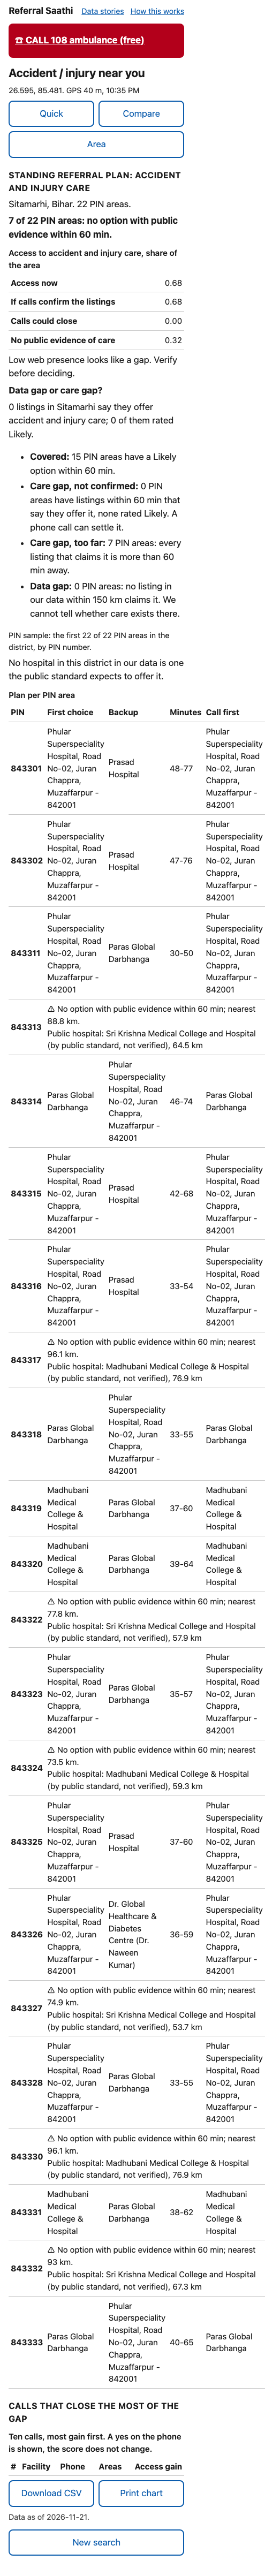 Referral Saathi Data stories How this works
☎ CALL 108 ambulance (free)
Accident / injury near you
26.595, 85.481. GPS 40 m, 10:35 PM
Quick Compare
Area
STANDING REFERRAL PLAN: ACCIDENT
AND INJURY CARE
Sitamarhi, Bihar. 22 PIN areas.
7 of 22 PIN areas: no option with public
evidence within 60 min.
Access to accident and injury care, share of
the area
Access now 0.68
If calls confirm the listings 0.68
Calls could close 0.00
No public evidence of care 0.32
Low vehicle presence looks like a gap. Verify
before deciding.
Data gap or care gap?
0 listings in Sitamarhi say they offer
accident and injury care; 0 of them rated
Likely.
• Covered: 15 PIN areas have a Likely
option within 60 min.
• Care gap, not confirmed: 0 PIN
areas have listings within 60 min that
say they offer it, none rated Likely. A
phone call can settle it.
• Care gap, too far: 7 PIN areas: every
listing that claims it is more than 60
min away.
• Data gap: 0 PIN areas: no listing
in our data within 150 km claims it. We
cannot tell whether care exists there.
PIN sample: the first 22 of 22 PIN areas in the
district, by PIN number.
No hospital in this district in our data is one
the public standard expects to offer it.
Plan per PIN area
PIN First choice Backup Minutes Call first
843301 Phular Superspeciality Hospital, Road No-02, Juran Chappra, Muzaffarpur - 842001 Prasad Hospital 48-77 Phular Superspeciality Hospital, Road No-02, Juran Chappra, Muzaffarpur - 842001
843302 Phular Superspeciality Hospital, Road No-02, Juran Chappra, Muzaffarpur - 842001 Prasad Hospital 47-76 Phular Superspeciality Hospital, Road No-02, Juran Chappra, Muzaffarpur - 842001
843311 Phular Superspeciality Hospital, Road No-02, Juran Chappra, Muzaffarpur - 842001 Paras Global Darbhanga 30-50 Phular Superspeciality Hospital, Road No-02, Juran Chappra, Muzaffarpur - 842001
843313 ⚠ No option with public evidence within 60 min; nearest
88.8 km.
Public hospital: Sri Krishna Medical College and Hospital
(by public standard, not verified), 64.5 km
843314 Paras Global Darbhanga Phular Superspeciality Hospital, Road No-02, Juran Chappra, Muzaffarpur - 842001 46-74 Paras Global Darbhanga
843315 Phular Superspeciality Hospital, Road No-02, Juran Chappra, Muzaffarpur - 842001 Prasad Hospital 42-68 Phular Superspeciality Hospital, Road No-02, Juran Chappra, Muzaffarpur - 842001
843316 Phular Superspeciality Hospital, Road No-02, Juran Chappra, Muzaffarpur - 842001 Prasad Hospital 33-54 Phular Superspeciality Hospital, Road No-02, Juran Chappra, Muzaffarpur - 842001
843317 ⚠ No option with public evidence within 60 min; nearest
96.1 km.
Public hospital: Madhubani Medical College & Hospital
(by public standard, not verified), 76.9 km
843318 Paras Global Darbhanga Phular Superspeciality Hospital, Road No-02, Juran Chappra, Muzaffarpur - 842001 33-55 Paras Global Darbhanga
843319 Madhubani Medical College & Hospital Paras Global Darbhanga 37-60 Madhubani Medical College & Hospital
843320 Madhubani Medical College & Hospital Paras Global Darbhanga 39-64 Madhubani Medical College & Hospital
843322 ⚠ No option with public evidence within 60 min; nearest
77.8 km.
Public hospital: Sri Krishna Medical College and Hospital
(by public standard, not verified), 57.9 km
843323 Phular Superspeciality Hospital, Road No-02, Juran Chappra, Muzaffarpur - 842001 Paras Global Darbhanga 35-57 Phular Superspeciality Hospital, Road No-02, Juran Chappra, Muzaffarpur - 842001
843324 ⚠ No option with public evidence within 60 min; nearest
73.5 km.
Public hospital: Madhubani Medical College & Hospital
(by public standard, not verified), 59.3 km
843325 Phular Superspeciality Hospital, Road No-02, Juran Chappra, Muzaffarpur - 842001 Prasad Hospital 37-60 Phular Superspeciality Hospital, Road No-02, Juran Chappra, Muzaffarpur - 842001
843326 Phular Superspeciality Hospital, Road No-02, Juran Chappra, Muzaffarpur - 842001 Dr. Global Healthcare & Diabetes Centre (Dr. Naween Kumar) 36-59 Phular Superspeciality Hospital, Road No-02, Juran Chappra, Muzaffarpur - 842001
843327 ⚠ No option with public evidence within 60 min; nearest
74.9 km.
Public hospital: Sri Krishna Medical College and Hospital
(by public standard, not verified), 53.7 km
843328 Phular Superspeciality Hospital, Road No-02, Juran Chappra, Muzaffarpur - 842001 Paras Global Darbhanga 33-55 Phular Superspeciality Hospital, Road No-02, Juran Chappra, Muzaffarpur - 842001
843330 ⚠ No option with public evidence within 60 min; nearest
96.1 km.
Public hospital: Madhubani Medical College & Hospital
(by public standard, not verified), 76.9 km
843331 Madhubani Medical College & Hospital Paras Global Darbhanga 38-62 Madhubani Medical College & Hospital
843332 ⚠ No option with public evidence within 60 min; nearest
93 km.
Public hospital: Sri Krishna Medical College and Hospital
(by public standard, not verified), 67.3 km
843333 Paras Global Darbhanga Phular Superspeciality Hospital, Road No-02, Juran Chappra, Muzaffarpur - 842001 40-65 Paras Global Darbhanga
CALLS THAT CLOSE THE MOST OF THE
GAP
Ten calls, most gain first. A yes on the phone
is shown, the score does not change.
# Facility Phone Areas Access gain
Download CSV Print chart
Data as of 2026-11-21.
New search